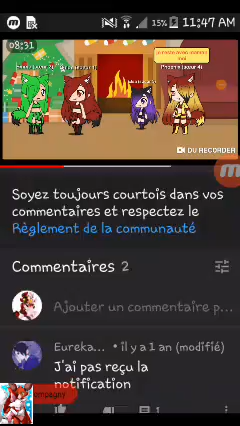 15% 11:47 AM
08:31
DU RECORDER
Soyez toujours courtois dans vos
commentaires et respectez le
Règlement de la communauté
Commentaires 2
Ajouter un commentaire p...
Eureka... • il y a 1 an (modifié)
J'ai pas reçu la
notification
1